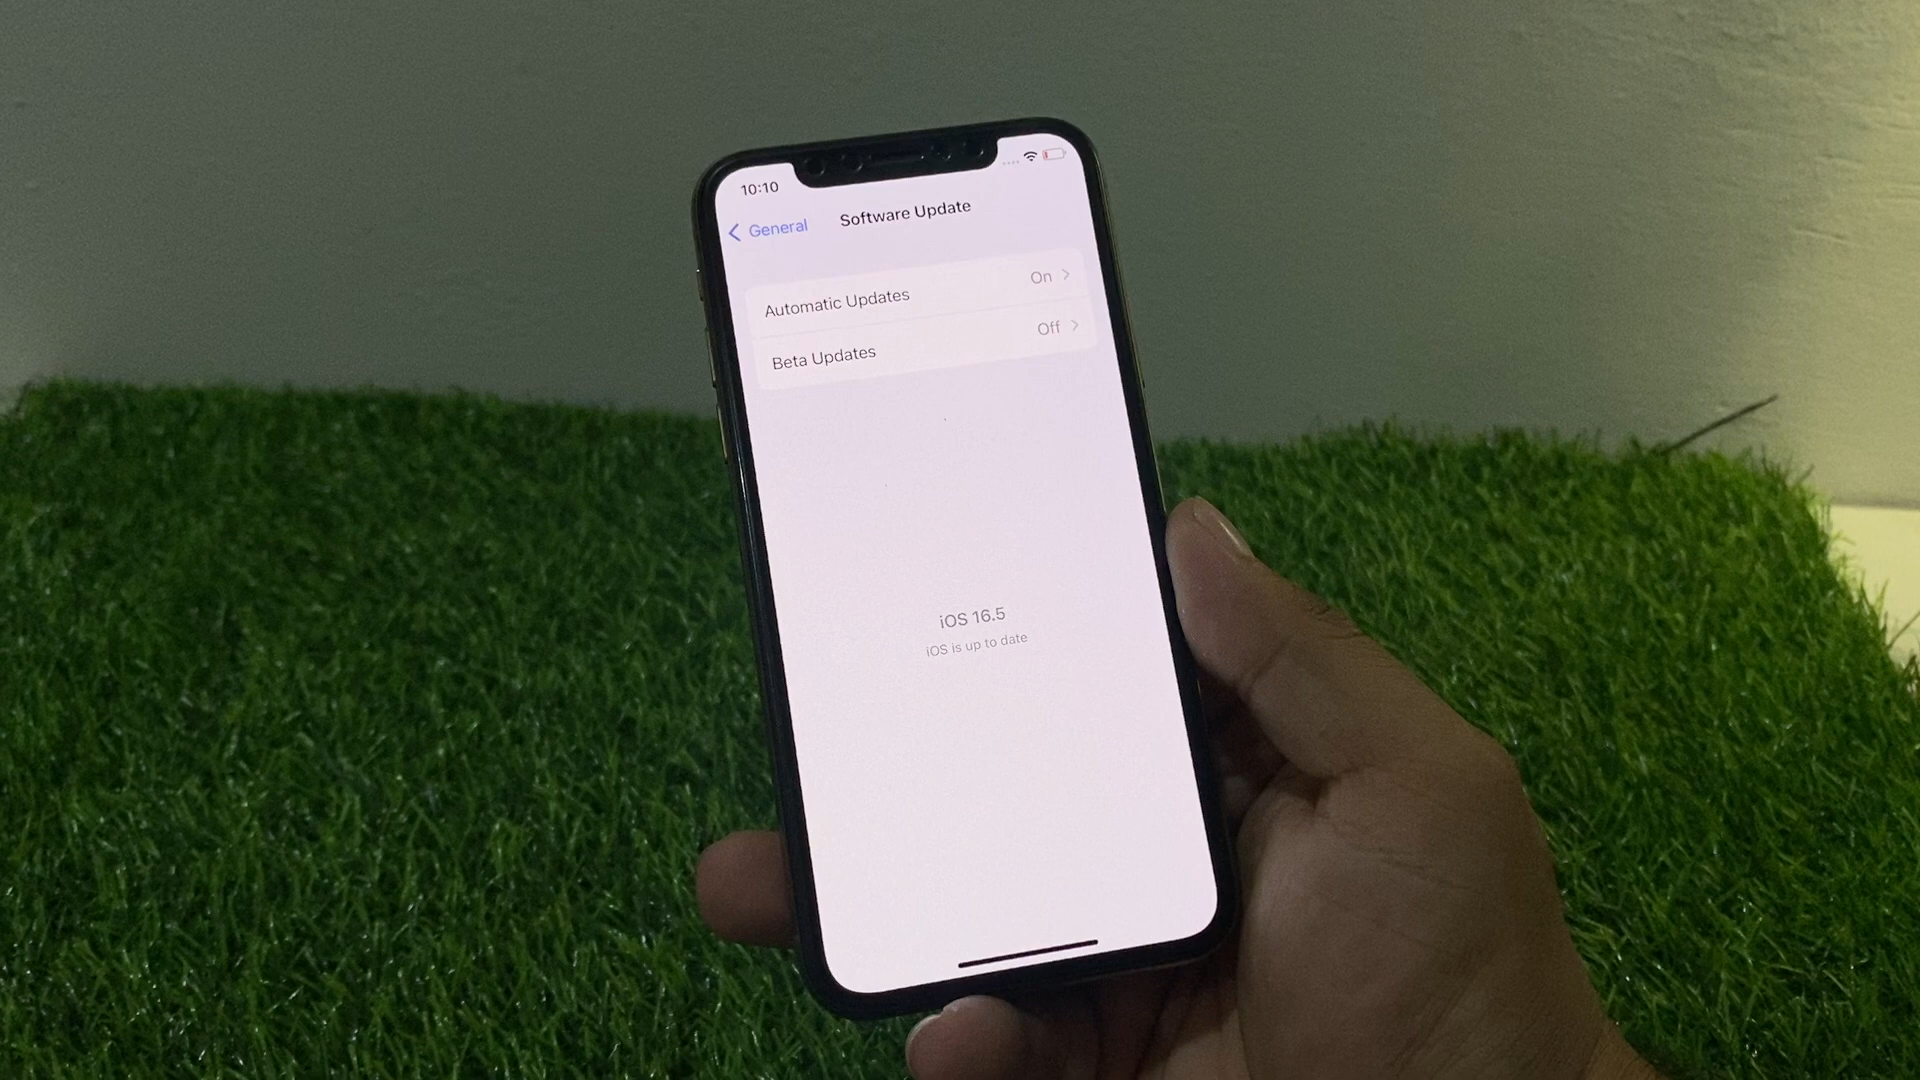 10:10
General
Software Update
Automatic Updates On
Beta Updates Off
iOS 16.5
iOS is up to date